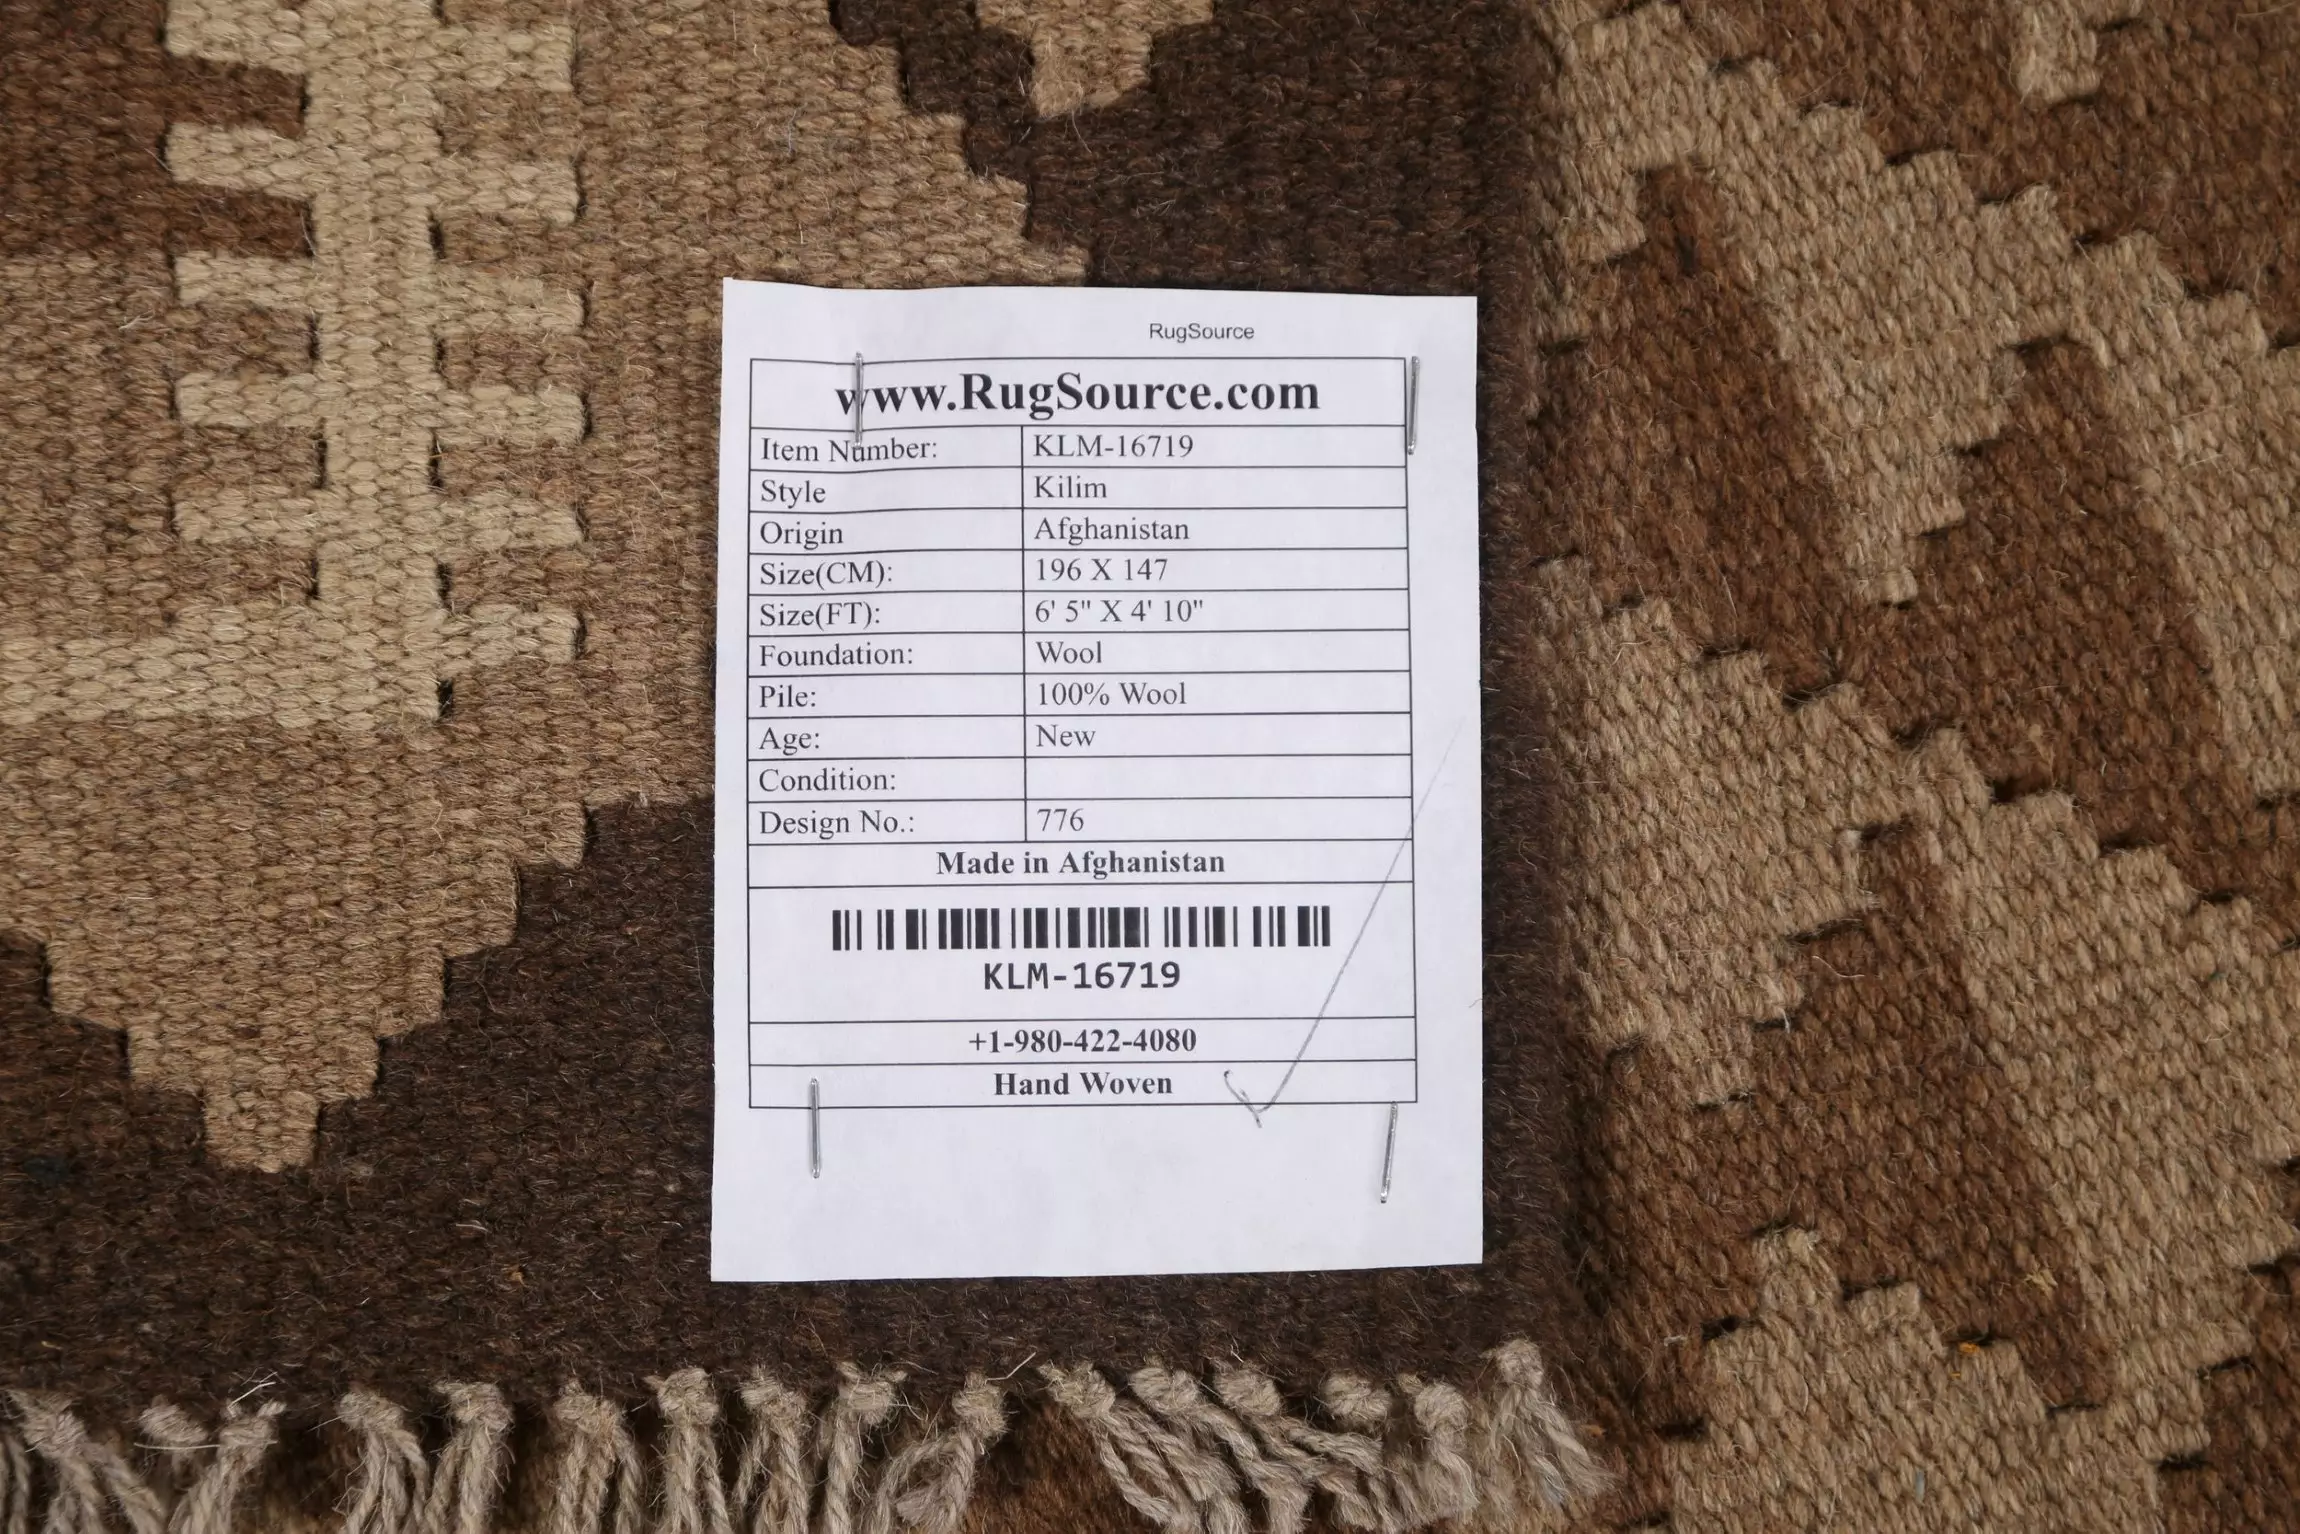 RugSource
www.RugSource.com
Item Number: KLM-16719
Style Kilim
Origin Afghanistan
Size(CM): 196 X 147
Size(FT): 6' 5" X 4' 10"
Foundation: Wool
Pile: 100% Wool
Age: New
Condition:
Design No.: 776
Made in Afghanistan
KLM-16719
+1-980-422-4080
Hand Woven